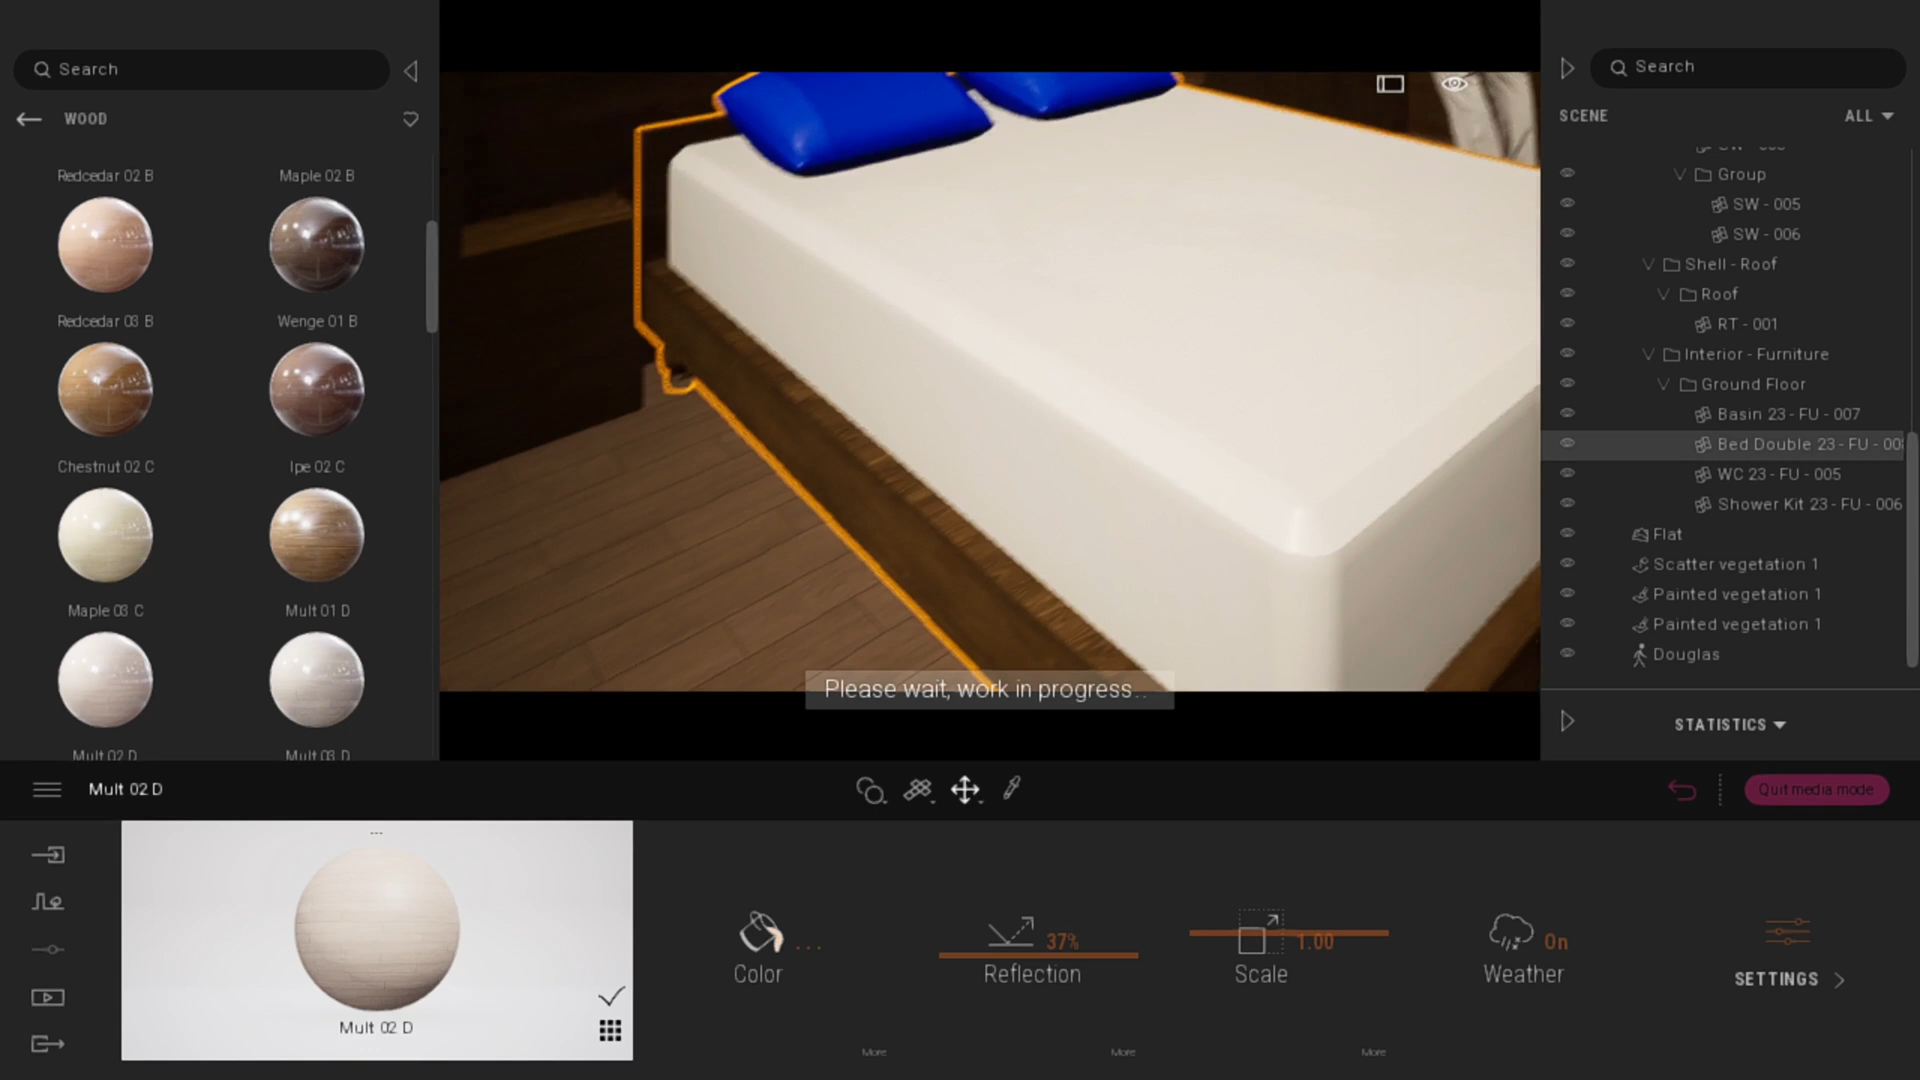 Search
WOOD
Redcedar 02 B
Maple 02 B
Redcedar 03 B
Wenge 01 B
Chestnut 02 C
Ipe 02 C
Maple 03 C
Mult 01 D
Mult 02 D
Mult 03 D
Please wait, work in progress..
Search
SCENE
ALL
Group
SW - 005
SW - 006
Shell - Roof
Roof
RT - 001
Interior - Furniture
Ground Floor
Basin 23 - FU - 007
Bed Double 23 - FU - 00
WC 23 - FU - 005
Shower Kit 23 - FU - 006
Flat
Scatter vegetation 1
Painted vegetation 1
Painted vegetation 1
Douglas
STATISTICS
Mult 02 D
Quit media mode
...
Mult 02 D
Color
...
Reflection
37%
Scale
1.00
Weather
On
SETTINGS
More
More
More